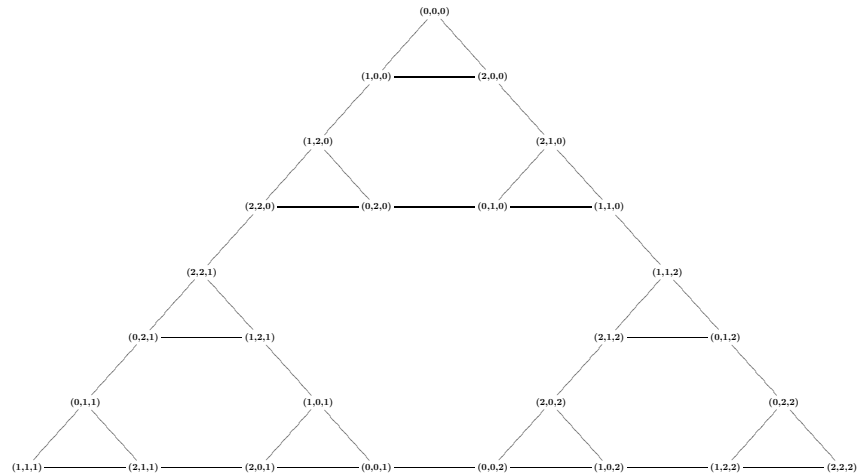 (0,0,0)
(1,0,0) (2,0,0)
(1,2,0) (2,1,0)
(2,2,0) (0,2,0) (0,1,0) (1,1,0)
(2,2,1) (1,1,2)
(0,2,1) (1,2,1) (2,1,2) (0,1,2)
(0,1,1) (1,0,1) (2,0,2) (0,2,2)
(1,1,1) (2,1,1) (2,0,1) (0,0,1) (0,0,2) (1,0,2) (1,2,2) (2,2,2)